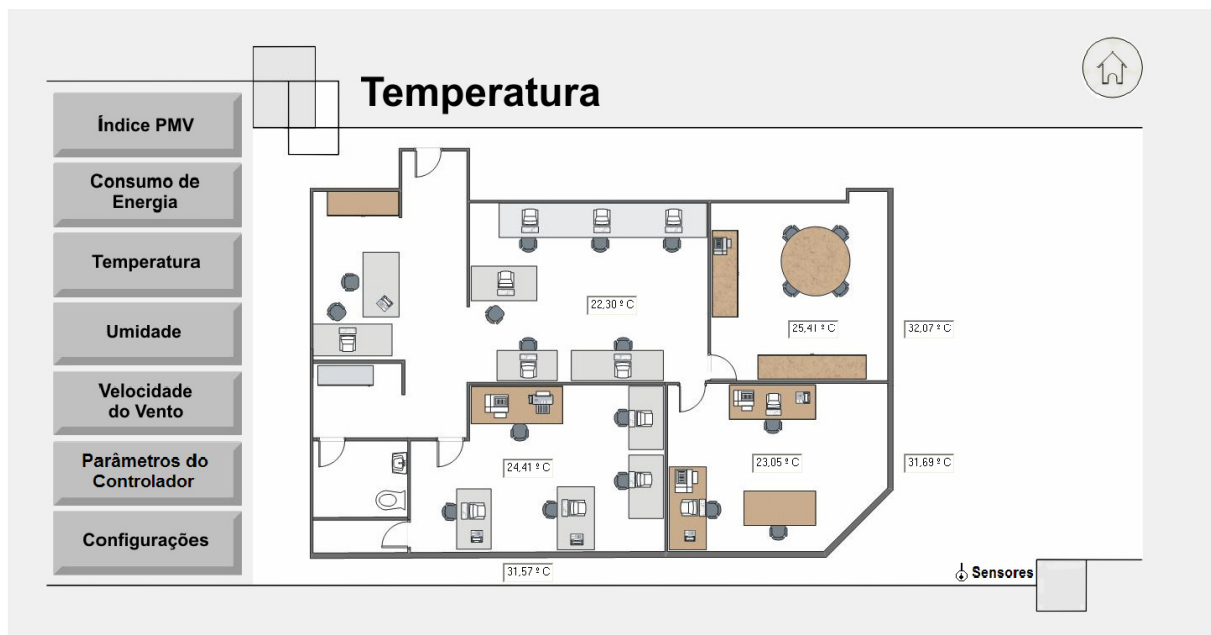 Temperatura
Índice PMV
Consumo de
Energia
Temperatura
Umidade
Velocidade
do Vento
Parâmetros do
Controlador
Configurações
22,30 º C
25,41 º C
32,07 º C
24,41 º C
23,05 º C
31,69 º C
31,57 º C
Sensores